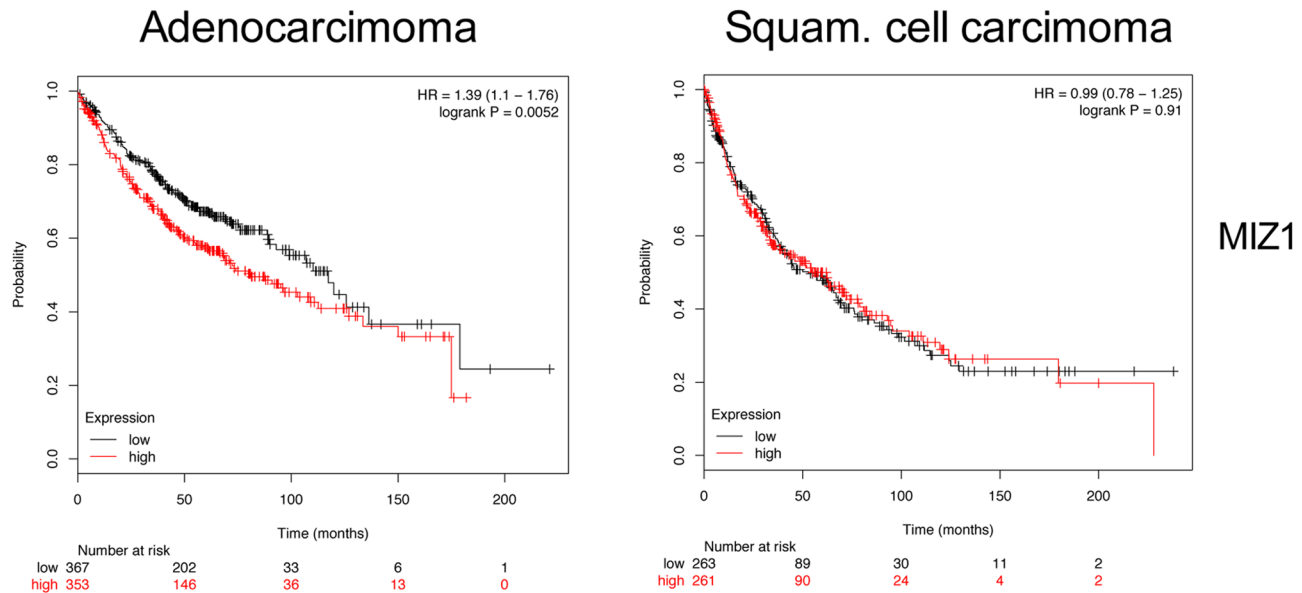 Adenocarcimoma
HR = 1.39 (1.1 – 1.76)
logrank P = 0.0052
Probability
1.0
0.8
0.6
0.4
0.2
0.0
Expression
low
high
0 50 100 150 200
Time (months)
Number at risk
low 367 202 33 6 1
high 353 146 36 13 0
Squam. cell carcimoma
HR = 0.99 (0.78 – 1.25)
logrank P = 0.91
Probability
1.0
0.8
0.6
0.4
0.2
0.0
Expression
low
high
0 50 100 150 200
Time (months)
Number at risk
low 263 89 30 11 2
high 261 90 24 4 2
MIZ1